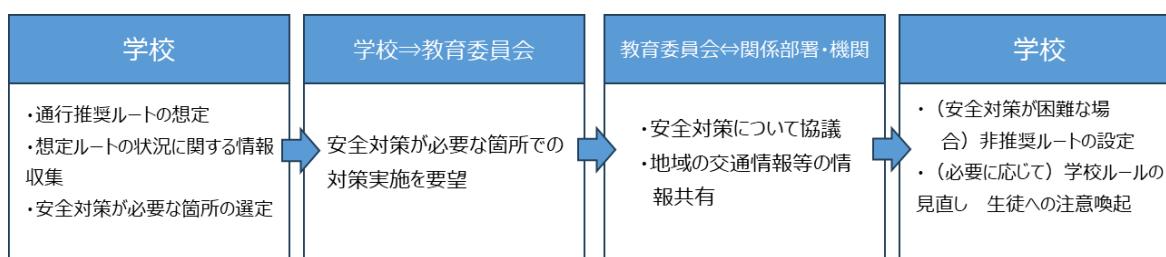 学校
・通行推奨ルートの想定
・想定ルートの状況に関する情報
収集
・安全対策が必要な箇所の選定
学校⇒教育委員会
安全対策が必要な箇所での
対策実施を要望
教育委員会⇔関係部署・機関
・安全対策について協議
・地域の交通情報等の情
報共有
学校
・（安全対策が困難な場
合）非推奨ルートの設定
・（必要に応じて）学校ルールの
見直し　生徒への注意喚起